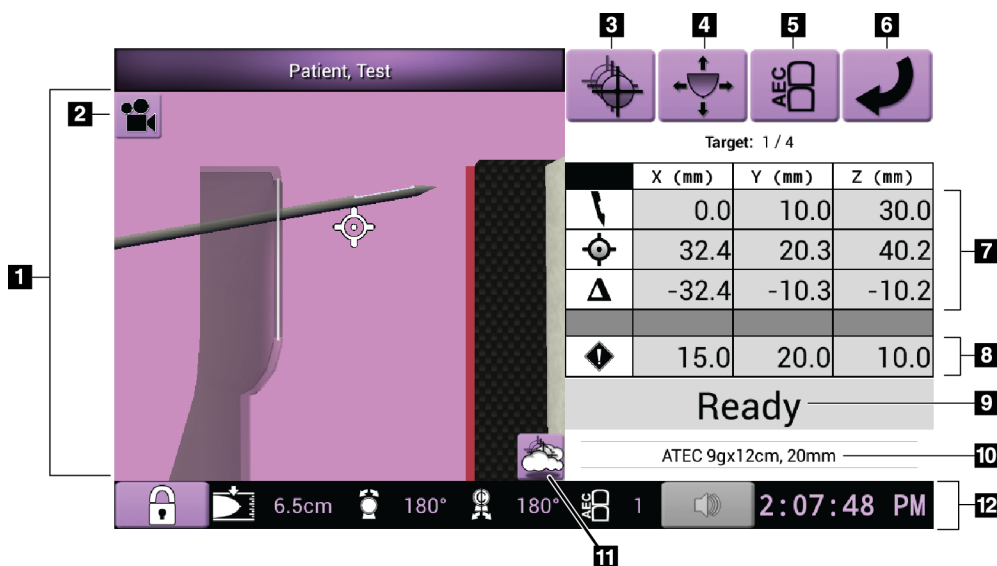 3 4 5 6
Patient, Test
AEC
2
Target: 1 / 4
X (mm) Y (mm) Z (mm)
0.0 10.0 30.0
32.4 20.3 40.2
7
1
Δ -32.4 -10.3 -10.2
! 15.0 20.0 10.0
8
Ready
9
ATEC 9gx12cm, 20mm
10
6.5cm 180° 180° AEC 1 2:07:48 PM
12
11